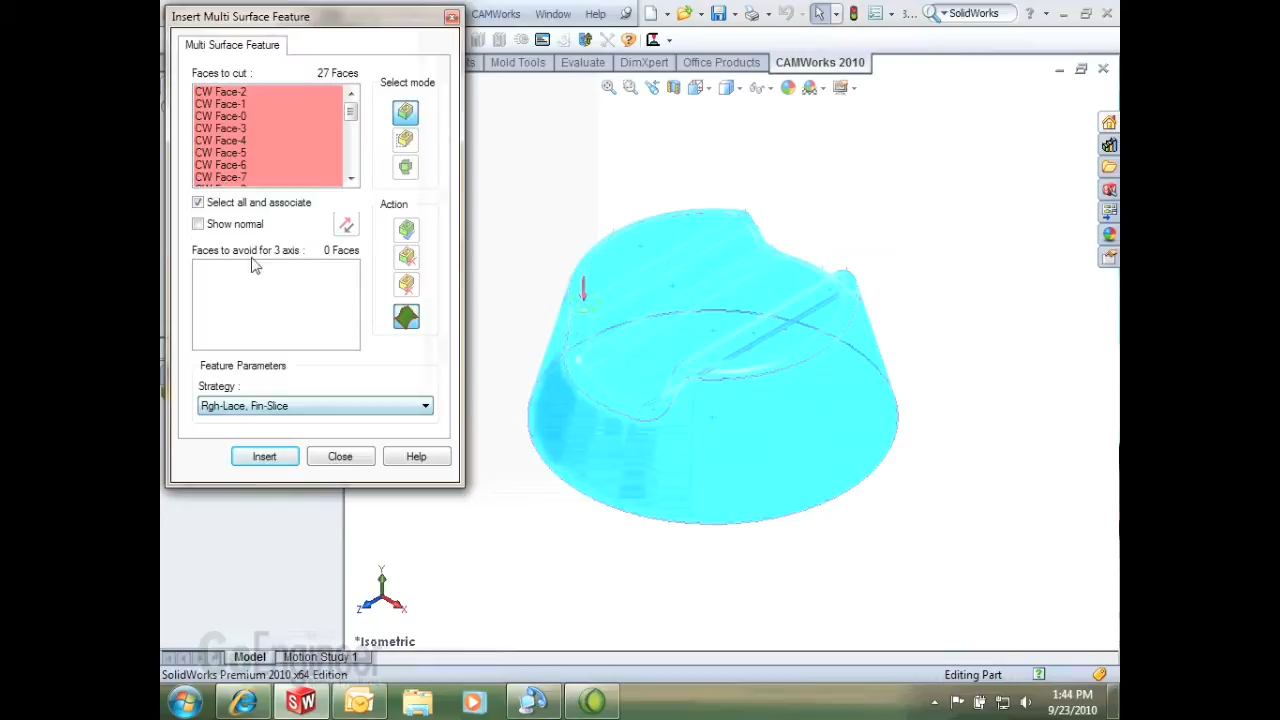 Insert Multi Surface Feature
CAMWorks Window Help
3... SolidWorks
Multi Surface Feature
Mold Tools Evaluate DimXpert Office Products CAMWorks 2010
Faces to cut : 27 Faces
Select mode
CW Face-2
CW Face-1
CW Face-0
CW Face-3
CW Face-4
CW Face-5
CW Face-6
CW Face-7
Select all and associate
Action
Show normal
Faces to avoid for 3 axis : 0 Faces
Feature Parameters
Strategy :
Rgh-Lace, Fin-Slice
Insert Close Help
Y
Z X
*Isometric
Model Motion Study 1
SolidWorks Premium 2010 x64 Edition Editing Part
SW
1:44 PM
9/23/2010